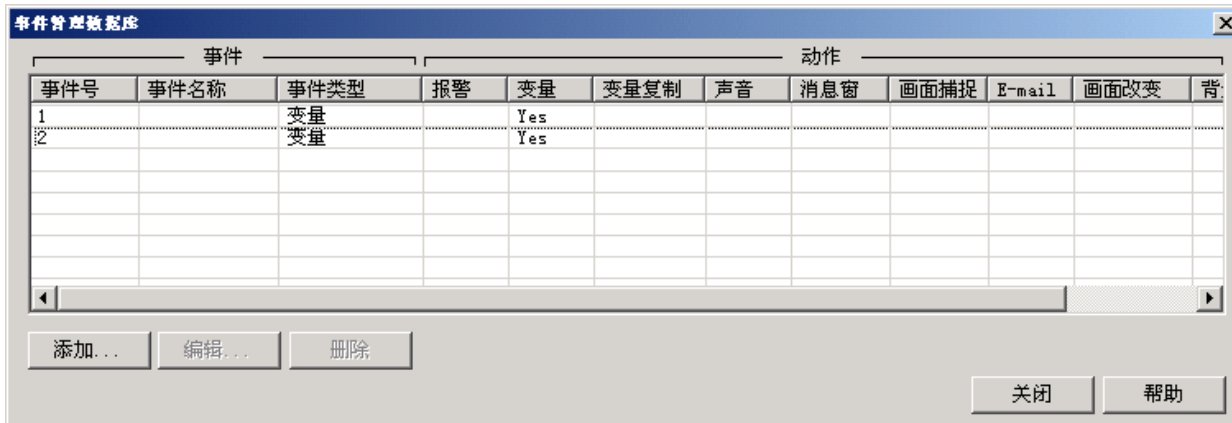 事件管理数据库
事件 动作
事件号 事件名称 事件类型 报警 变量 变量复制 声音 消息窗 画面捕捉 E-mail 画面改变 背
1 变量 Yes
2 变量 Yes
添加... 编辑... 删除
关闭 帮助